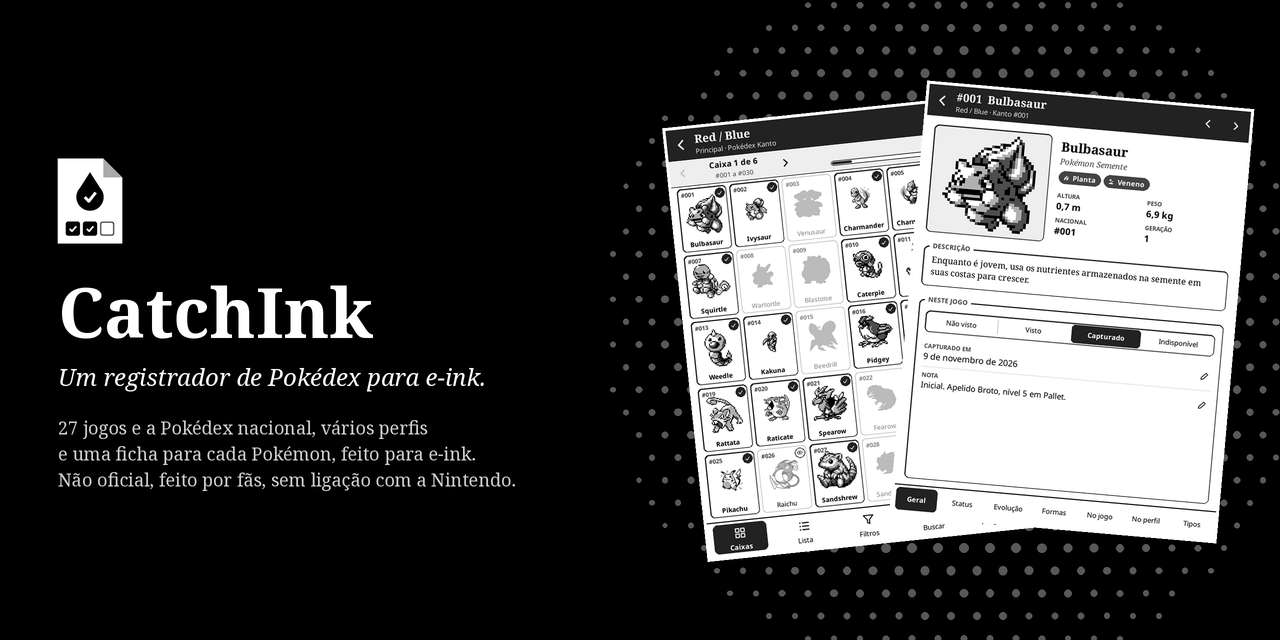 CatchInk
Um registrador de Pokédex para e-ink.
27 jogos e a Pokédex nacional, vários perfis
e uma ficha para cada Pokémon, feito para e-ink.
Não oficial, feito por fãs, sem ligação com a Nintendo.
Red / Blue
Principal · Pokédex Kanto
Caixa 1 de 6
#001 a #030
#001
Bulbasaur
#002
Ivysaur
#003
Venusaur
#004
Charmander
#005
#007
Squirtle
#008
Wartortle
#009
Blastoise
#010
Caterpie
#011
#013
Weedle
#014
Kakuna
#015
Beedrill
#016
Pidgey
#019
Rattata
#020
Raticate
#021
Spearow
#022
Fearow
#025
Pikachu
#026
Raichu
#027
Sandshrew
#028
Caixas
Lista
Filtros
Buscar
#001 Bulbasaur
Red / Blue · Kanto #001
Bulbasaur
Pokémon Semente
Planta
Veneno
ALTURA
0,7 m
PESO
6,9 kg
NACIONAL
#001
GERAÇÃO
1
DESCRIÇÃO
Enquanto é jovem, usa os nutrientes armazenados na semente em
suas costas para crescer.
NESTE JOGO
Não visto
Visto
Capturado
Indisponível
CAPTURADO EM
9 de novembro de 2026
NOTA
Inicial, Apelido Broto, nível 5 em Pallet.
Geral
Status
Evolução
Formas
No jogo
No perfil
Tipos